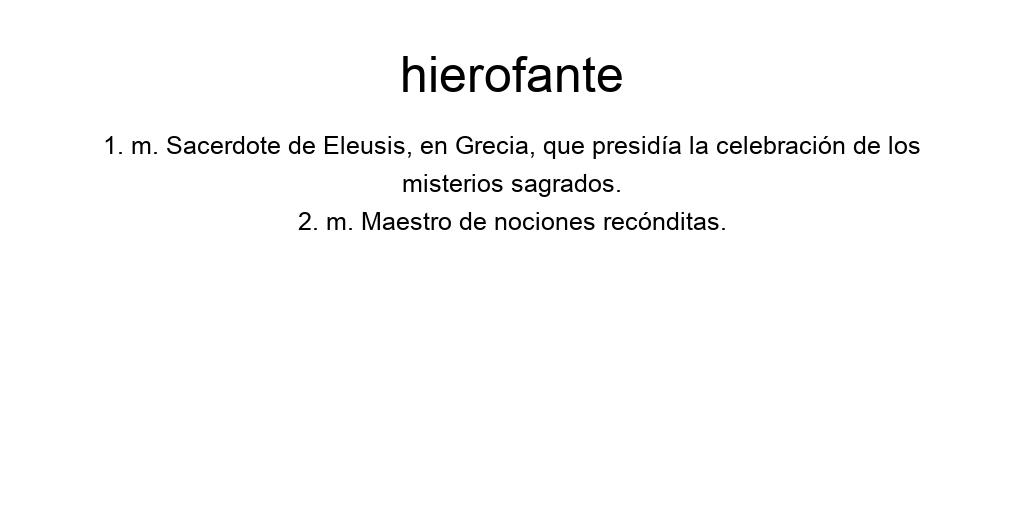 hierofante
1. m. Sacerdote de Eleusis, en Grecia, que presidía la celebración de los
misterios sagrados.
2. m. Maestro de nociones recónditas.